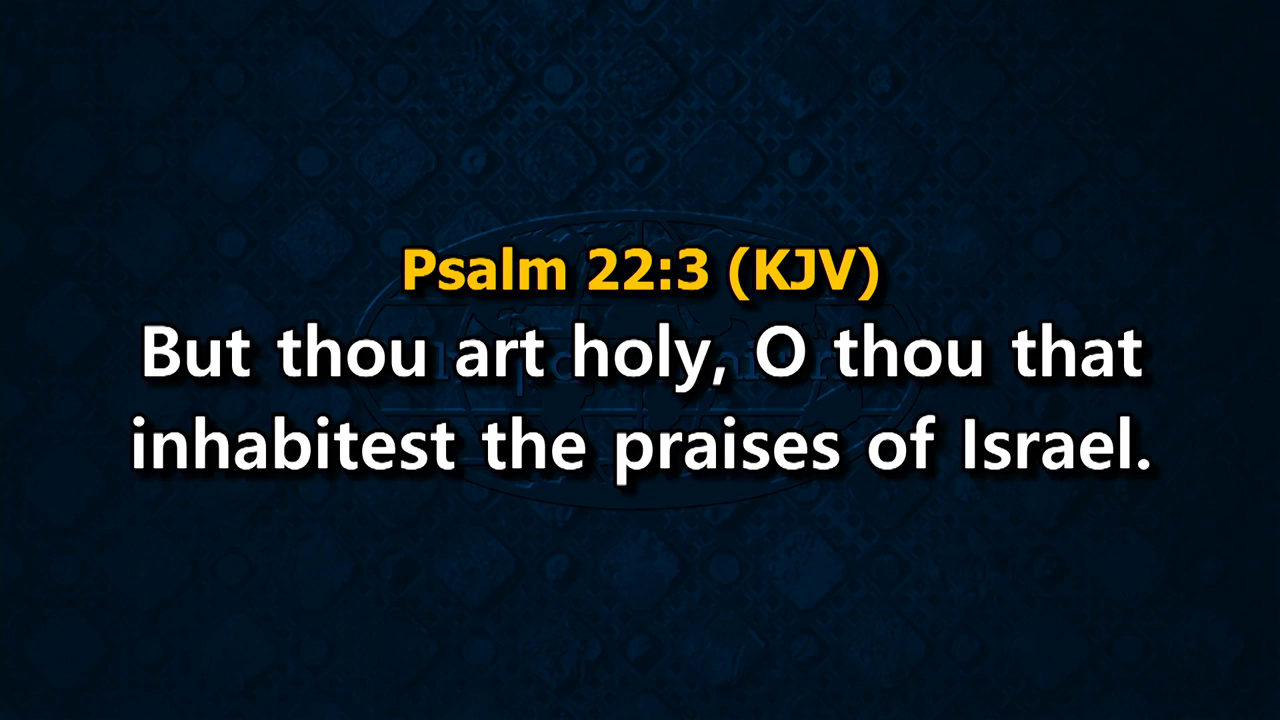 Psalm 22:3 (KJV)
But thou art holy, O thou that
inhabitest the praises of Israel.